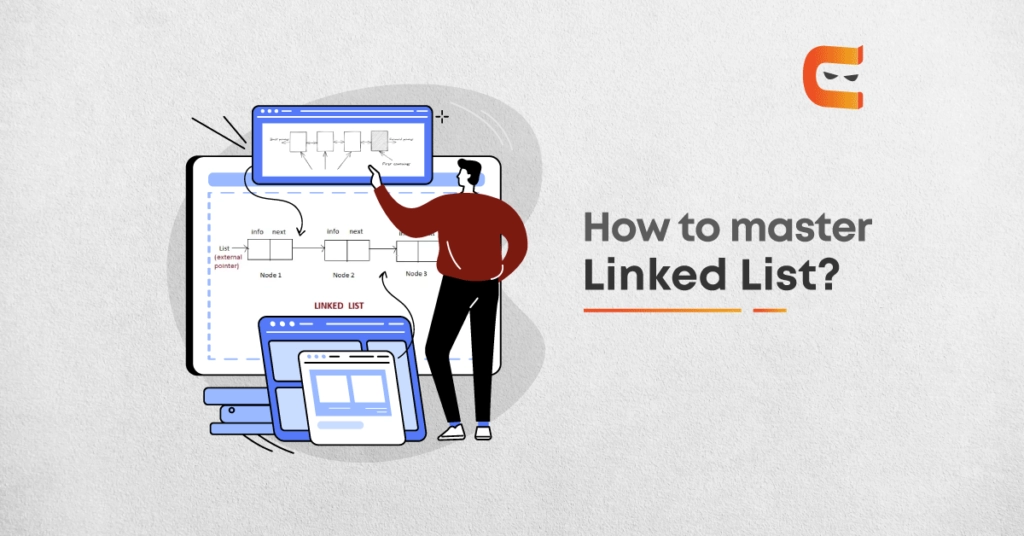 info next
info next
List
(external
pointer)
Node 1
Node 2
Node 3
LINKED LIST
How to master
Linked List?